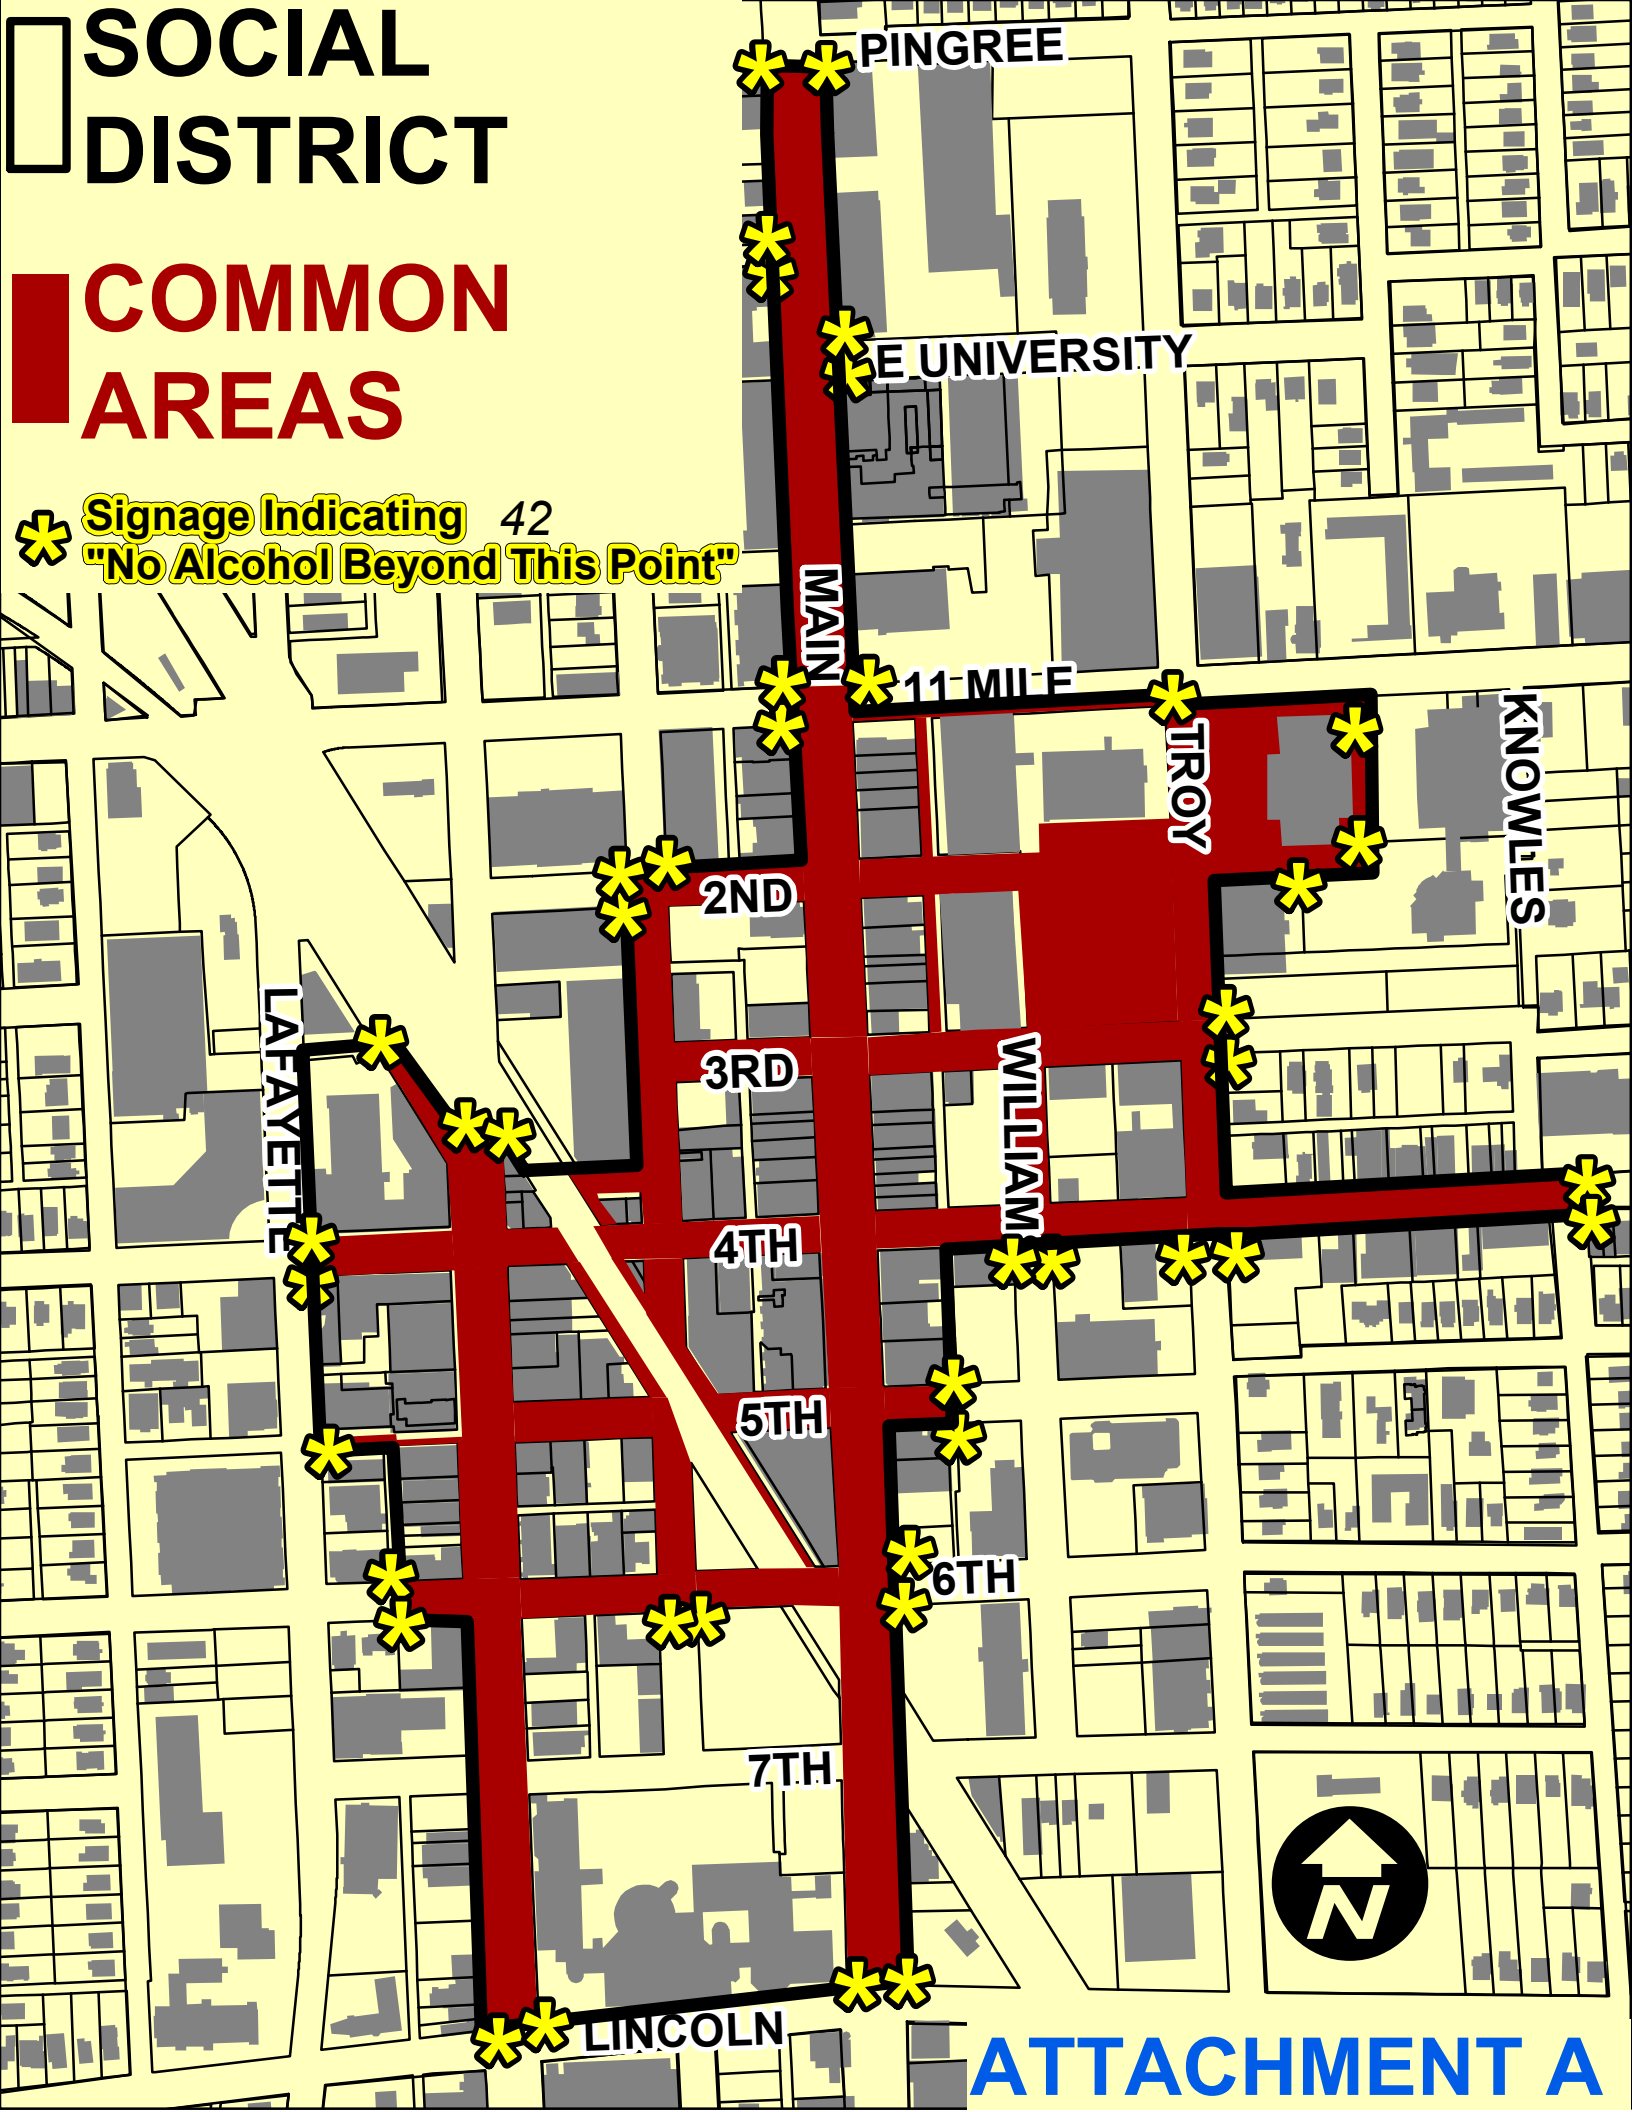 SOCIAL
DISTRICT
COMMON
AREAS
* Signage Indicating 42
"No Alcohol Beyond This Point"
PINGREE
E UNIVERSITY
MAIN
11 MILE
TROY
KNOWLES
2ND
LAFAYETTE
3RD
WILLIAMS
4TH
5TH
6TH
7TH
N
LINCOLN
ATTACHMENT A